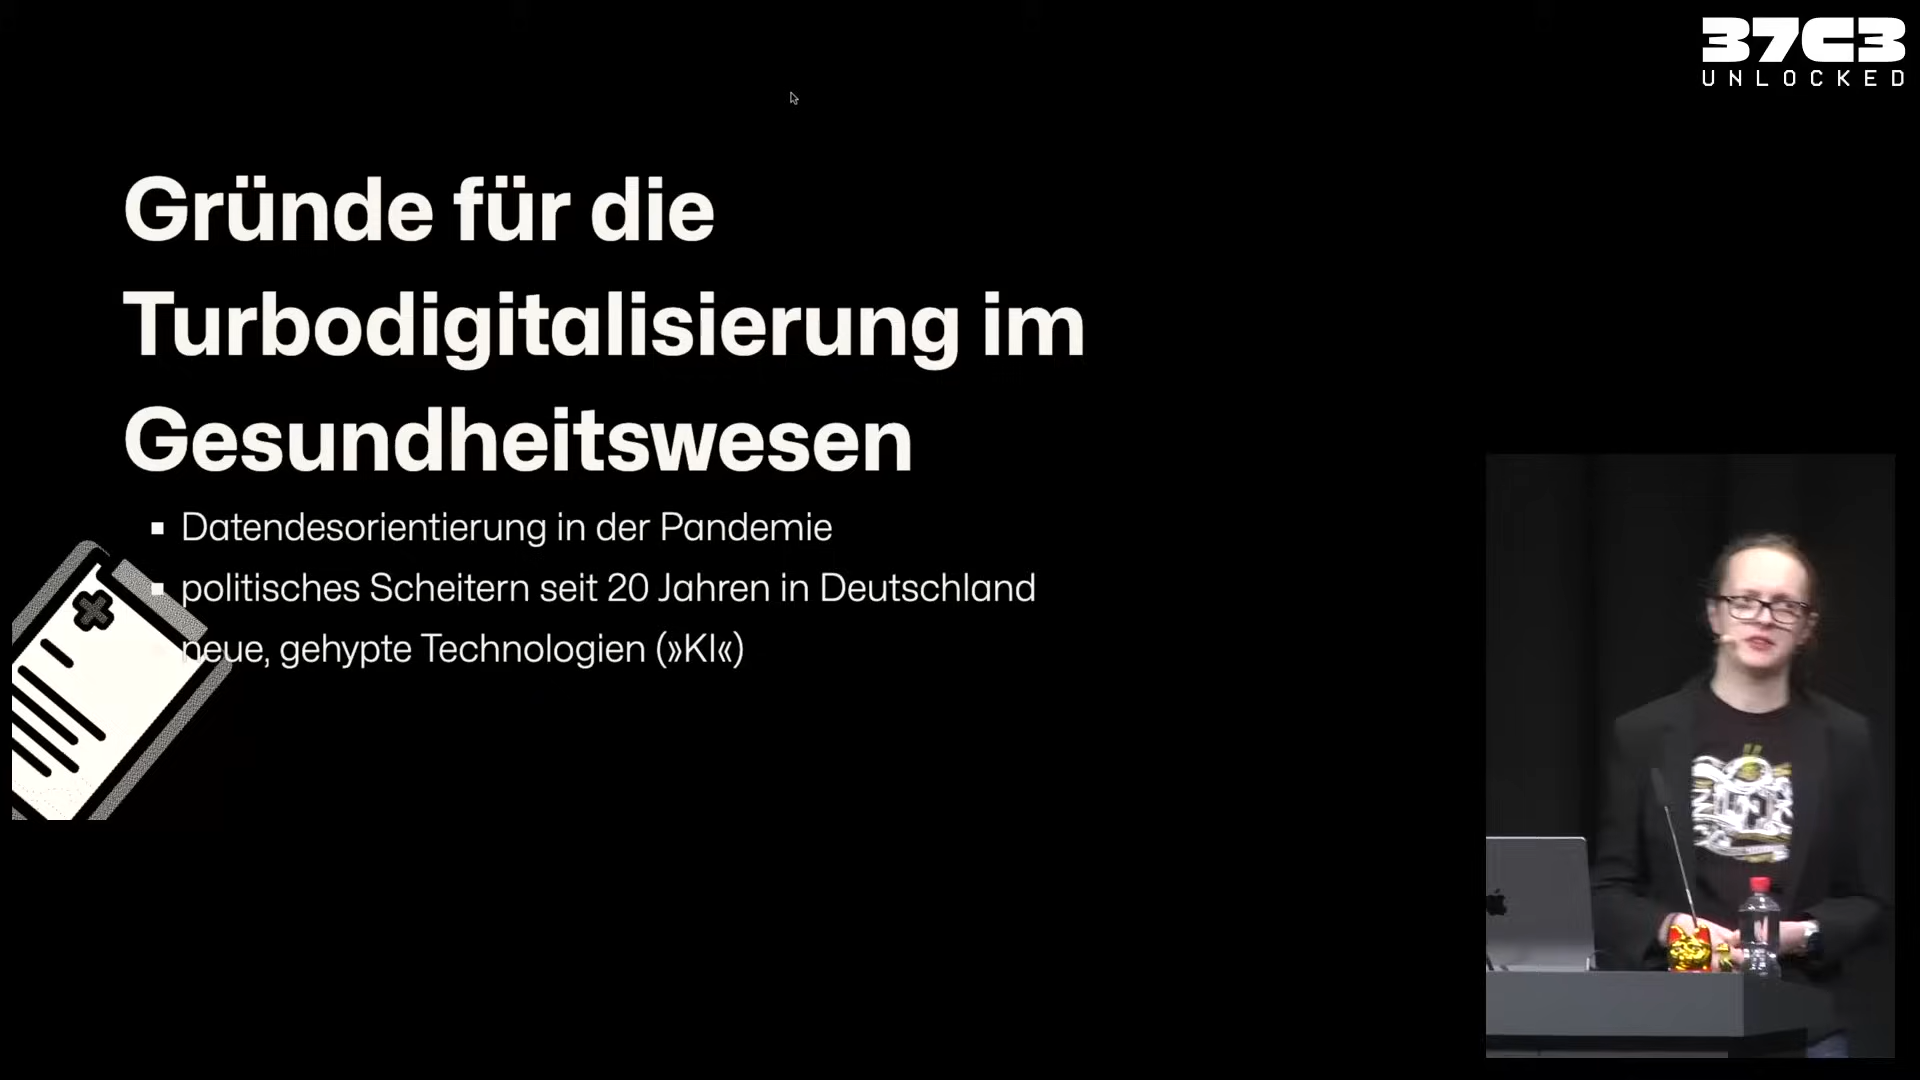 37C3
UNLOCKED
Gründe für die
Turbodigitalisierung im
Gesundheitswesen
Datendesorientierung in der Pandemie
politisches Scheitern seit 20 Jahren in Deutschland
neue, gehypte Technologien (»KI«)